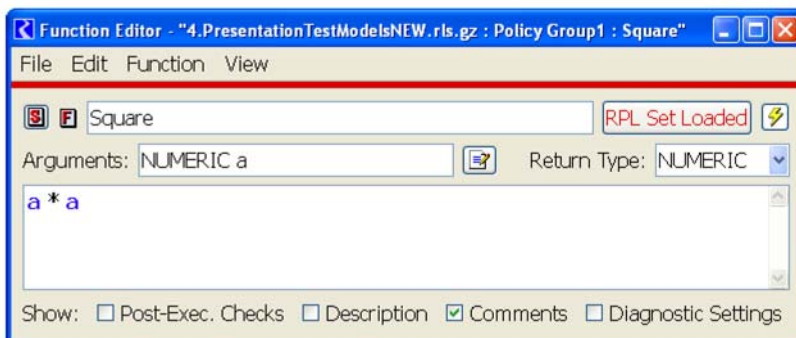 Function Editor - "4.PresentationTestModelsNEW.rls.gz : Policy Group1 : Square"
File Edit Function View
S F Square RPL Set Loaded
Arguments: NUMERIC a Return Type: NUMERIC
a * a
Show: Post-Exec. Checks Description Comments Diagnostic Settings